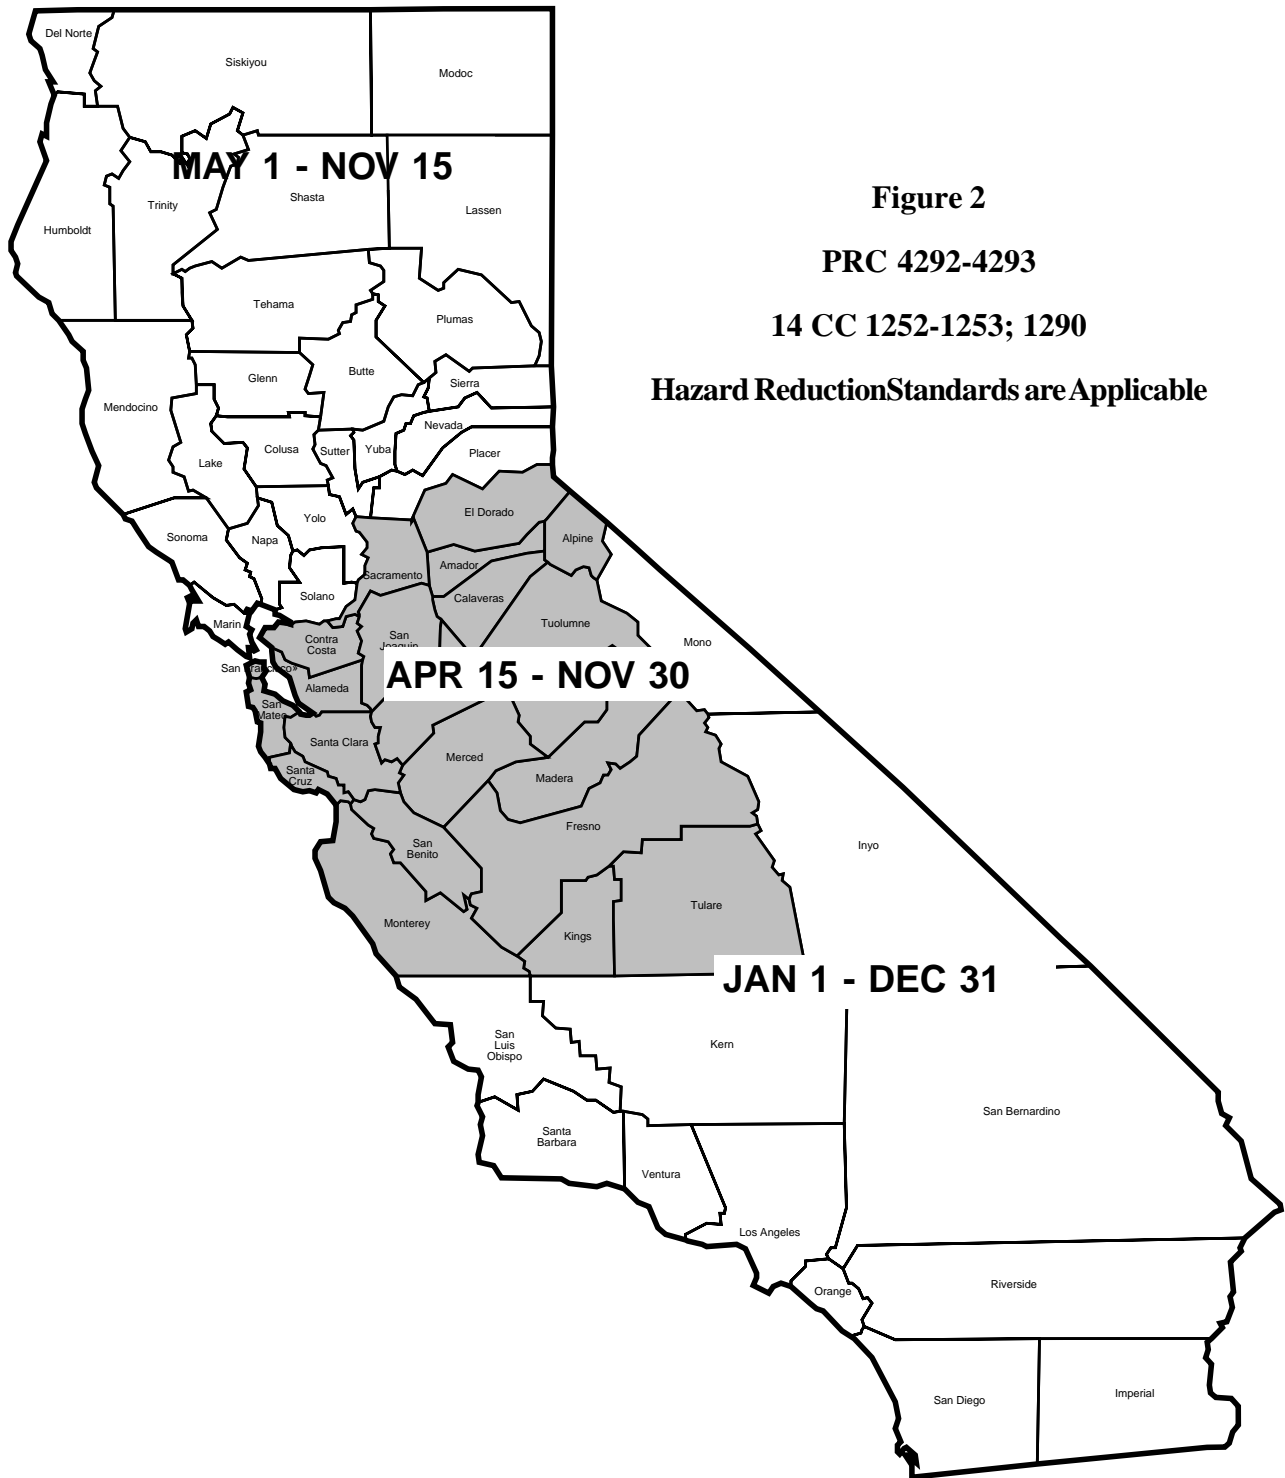 Del Norte
Siskiyou
Modoc
MAY 1 - NOV 15
Shasta
Trinity
Lassen
Humboldt
Figure 2
PRC 4292-4293
14 CC 1252-1253; 1290
Hazard ReductionStandards are Applicable
Tehama
Plumas
Glenn
Butte
Sierra
Mendocino
Nevada
Colusa
Sutter
Yuba
Placer
Lake
El Dorado
Yolo
Sonoma
Napa
Alpine
Amador
Sacramento
Solano
Calaveras
Marin
Tuolumne
Contra
Costa
San
Joaquin
Mono
San Francisco»
APR 15 - NOV 30
Alameda
San
Mateo
Santa Clara
Merced
Santa
Cruz
Madera
Fresno
San
Benito
Inyo
Tulare
Monterey
Kings
JAN 1 - DEC 31
San
Luis
Obispo
Kern
San Bernardino
Santa
Barbara
Ventura
Los Angeles
Riverside
Orange
San Diego
Imperial